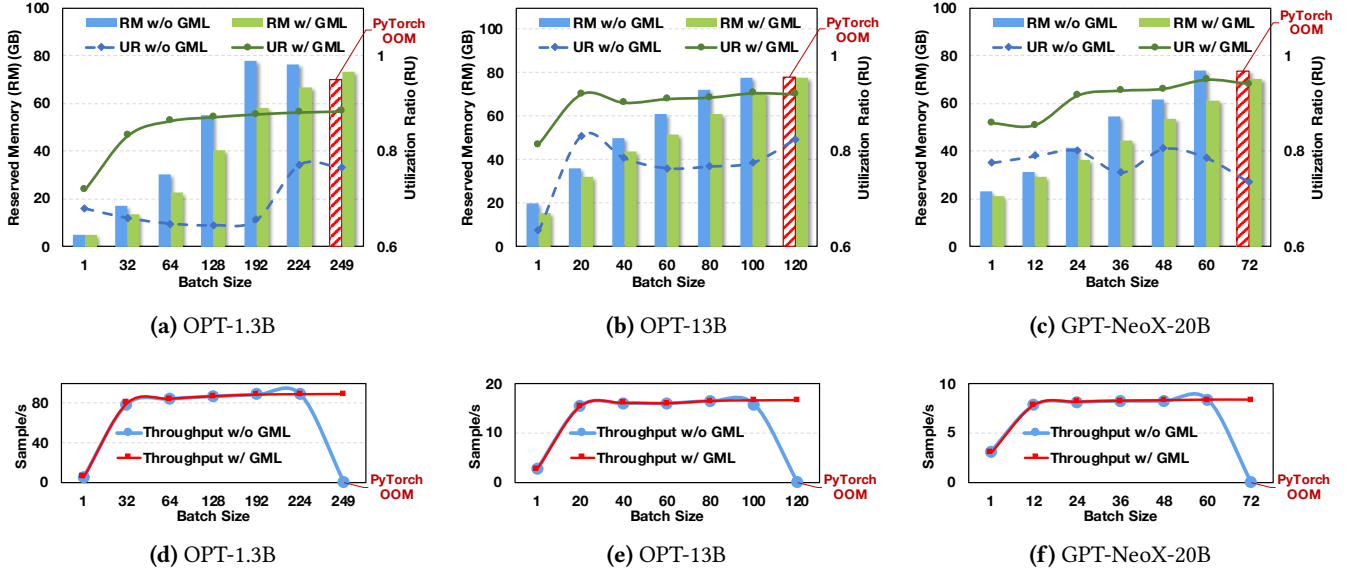 RM w/o GML RM w/ GML
UR w/o GML UR w/ GML
PyTorch
OOM
Reserved Memory (RM) (GB)
100
80
60
40
20
0
1
0.8
0.6
Utilization Ratio (RU)
1 32 64 128 192 224 249
Batch Size
(a) OPT-1.3B
RM w/o GML RM w/ GML
UR w/o GML UR w/ GML
PyTorch
OOM
Reserved Memory (RM) (GB)
100
80
60
40
20
0
1
0.8
0.6
Utilization Ratio (RU)
1 20 40 60 80 100 120
Batch Size
(b) OPT-13B
RM w/o GML RM w/ GML
UR w/o GML UR w/ GML
PyTorch
OOM
Reserved Memory (RM) (GB)
100
80
60
40
20
0
1
0.8
0.6
Utilization Ratio (RU)
1 12 24 36 48 60 72
Batch Size
(c) GPT-NeoX-20B
Sample/s
80
40
0
Throughput w/o GML
Throughput w/ GML
PyTorch
OOM
1 32 64 128 192 224 249
Batch Size
(d) OPT-1.3B
Sample/s
20
10
0
Throughput w/o GML
Throughput w/ GML
PyTorch
OOM
1 20 40 60 80 100 120
Batch Size
(e) OPT-13B
Sample/s
10
5
0
Throughput w/o GML
Throughput w/ GML
PyTorch
OOM
1 12 24 36 48 60 72
Batch Size
(f) GPT-NeoX-20B